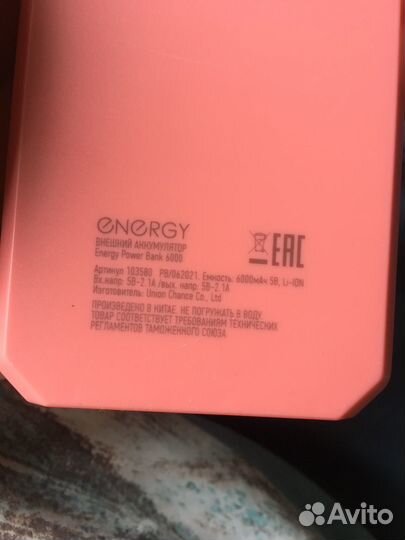 ENERGY
ВНЕШНИЙ АККУМУЛЯТОР
Energy Power Bank 6000
EAC
Артикул 103580 PB/062021. Емкость: 6000мАч 5В, Li-ION
Вх.напр: 5В-2.1А /вых. напр: 5В-2.1А
Изготовитель: Union Chance Co., Ltd
ПРОИЗВЕДЕНО В КИТАЕ. НЕ ПОГРУЖАТЬ В ВОДУ
ТОВАР СООТВЕТСТВУЕТ ТРЕБОВАНИЯМ ТЕХНИЧЕСКИХ
РЕГЛАМЕНТОВ ТАМОЖЕННОГО СОЮЗА.
Avito